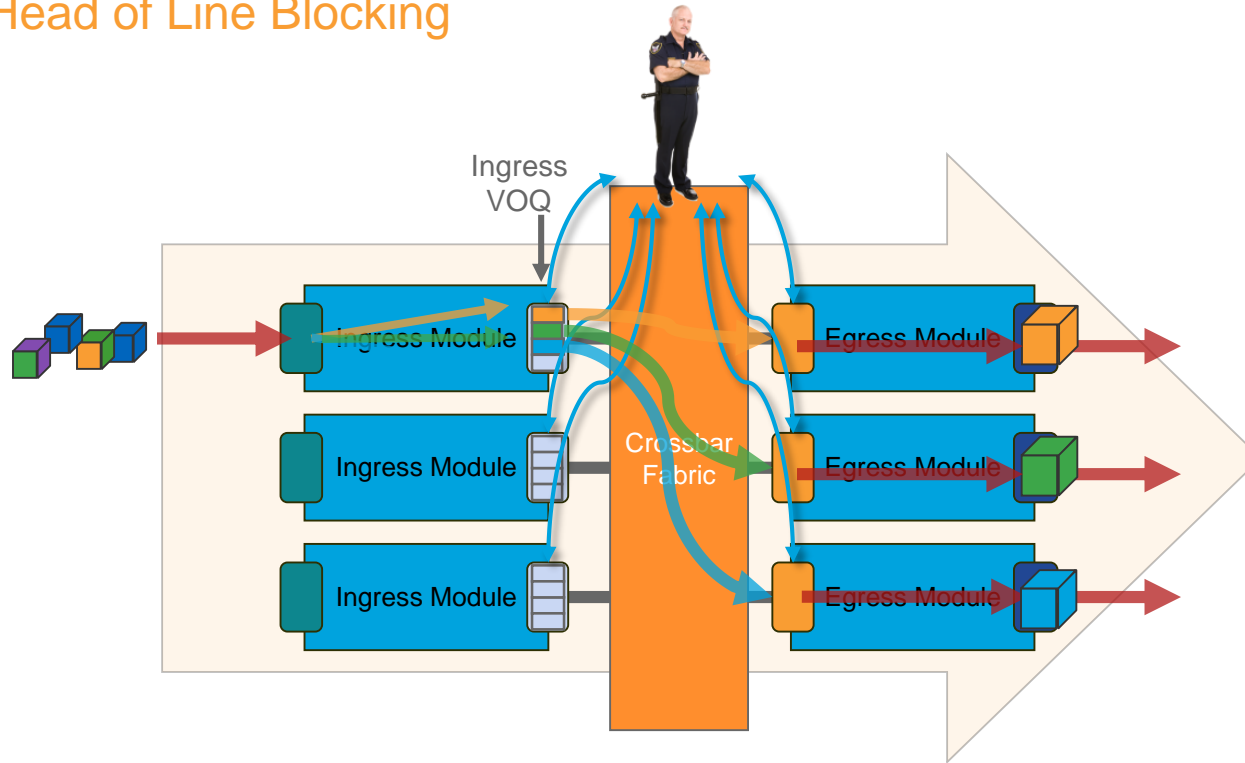 Head of Line Blocking
Ingress
VOQ
Ingress Module
Egress Module
Crossbar
Fabric
Ingress Module
Egress Module
Ingress Module
Egress Module